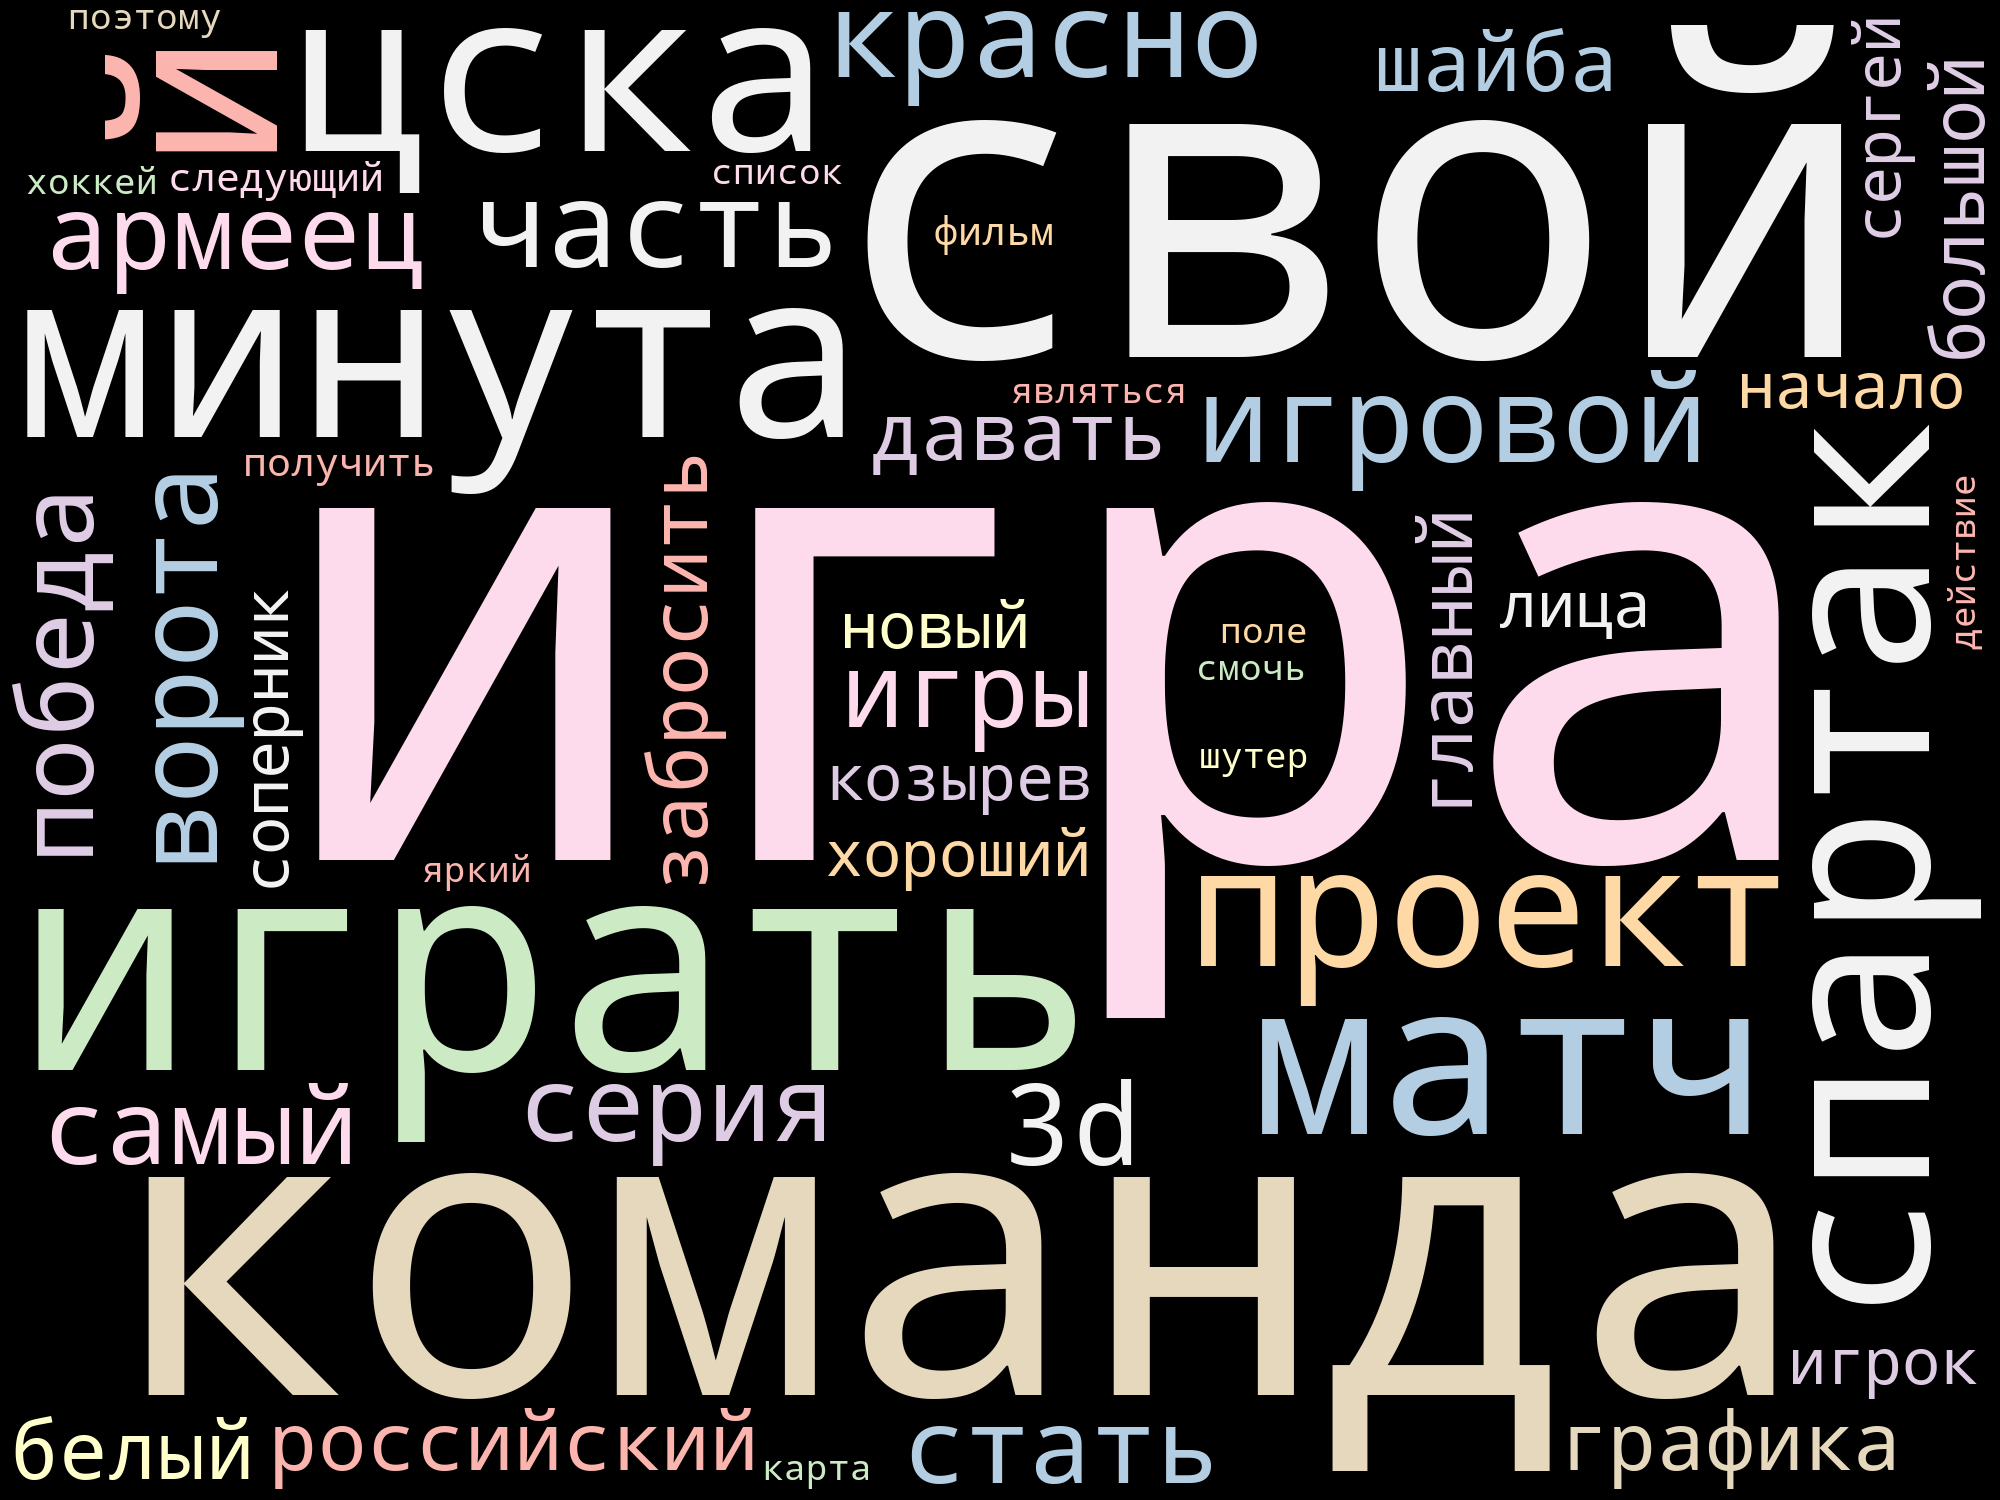 поэтому
й
цска
красно
шайба
свой
сергей
большой
хоккей
следующий
список
армеец
часть
фильм
минута
являться
давать
игровой
начало
получить
победа
ворота
соперник
игра
забросить
новый
игры
козырев
хороший
поле
смочь
шутер
главный
лица
спартак
действие
яркий
играть
проект
матч
самый
серия
3d
команда
игрок
белый
российский
карта
стать
графика